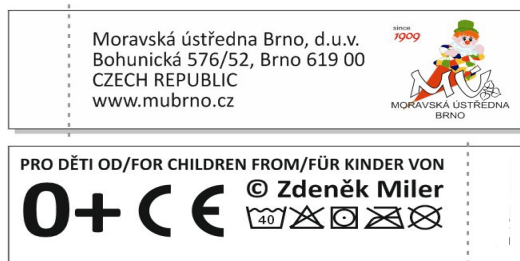 Moravská ústředna Brno, d.u.v.
Bohunická 576/52, Brno 619 00
CZECH REPUBLIC
www.mubrno.cz
since
1909
MU
MORAVSKÁ ÚSTŘEDNA
BRNO
PRO DĚTI OD/FOR CHILDREN FROM/FÜR KINDER VON
0+ CE
© Zdeněk Miler
40